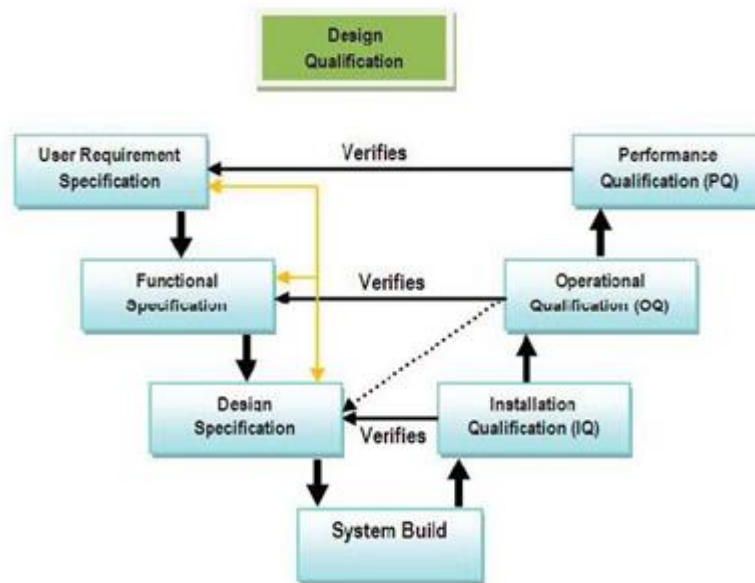 Design
Qualification
User Requirement
Specification
Verifies
Performance
Qualification (PQ)
Functional
Specification
Verifies
Operational
Qualification (OQ)
Design
Specification
Verifies
Installation
Qualification (IQ)
System Build